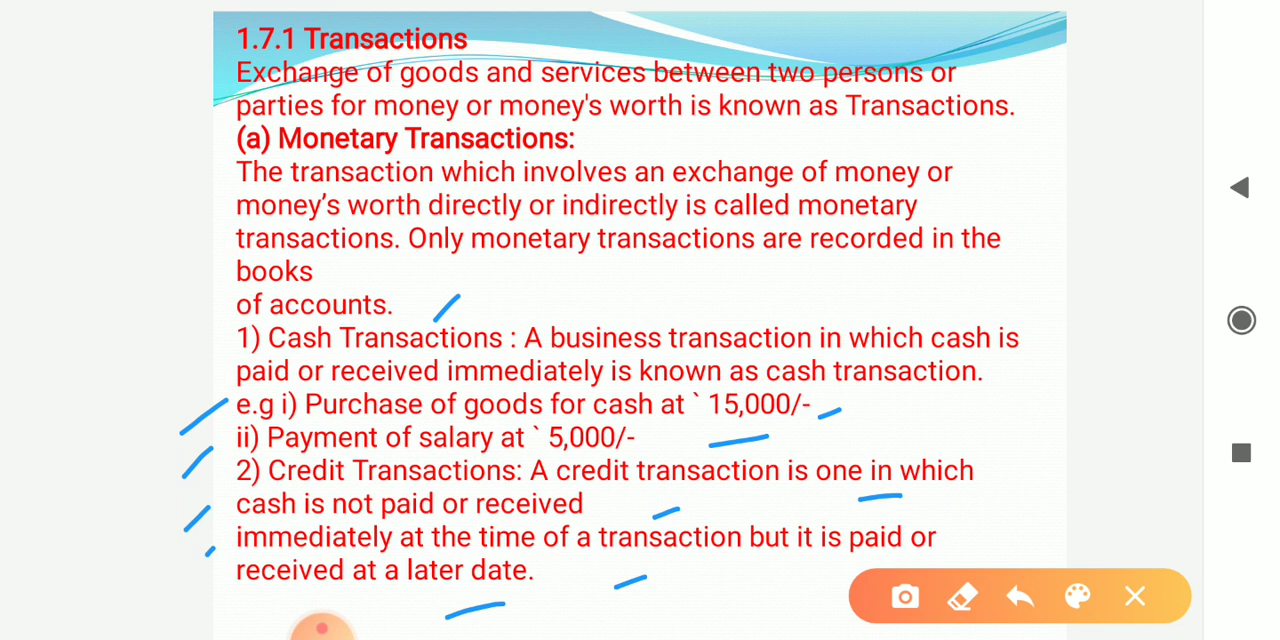 1.7.1 Transactions
Exchange of goods and services between two persons or
parties for money or money's worth is known as Transactions.
(a) Monetary Transactions:
The transaction which involves an exchange of money or
money’s worth directly or indirectly is called monetary
transactions. Only monetary transactions are recorded in the
books
of accounts.
1) Cash Transactions : A business transaction in which cash is
paid or received immediately is known as cash transaction.
e.g i) Purchase of goods for cash at ` 15,000/-
ii) Payment of salary at ` 5,000/-
2) Credit Transactions: A credit transaction is one in which
cash is not paid or received
immediately at the time of a transaction but it is paid or
received at a later date.